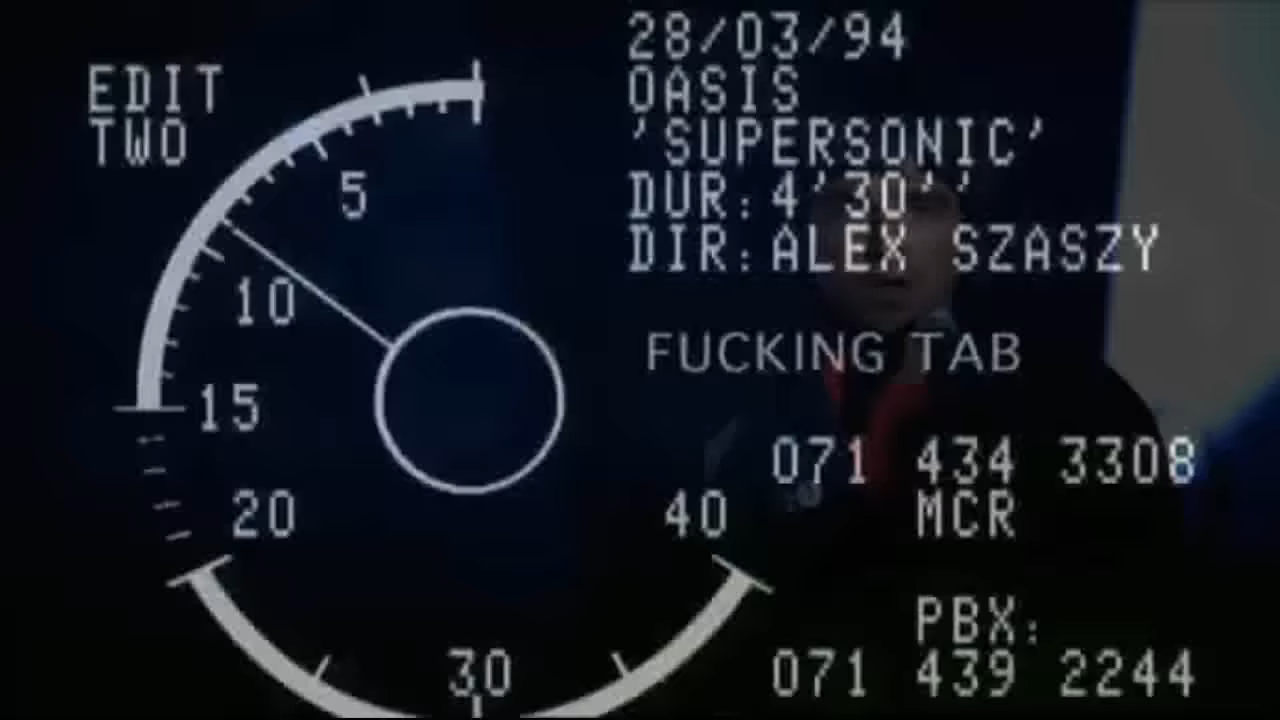 EDIT
TWO
28/03/94
OASIS
'SUPERSONIC'
DUR:4'30''
DIR:ALEX SZASZY
FUCKING TAB
5
10
15
20
30
40
071 434 3308
MCR
PBX:
071 439 2244